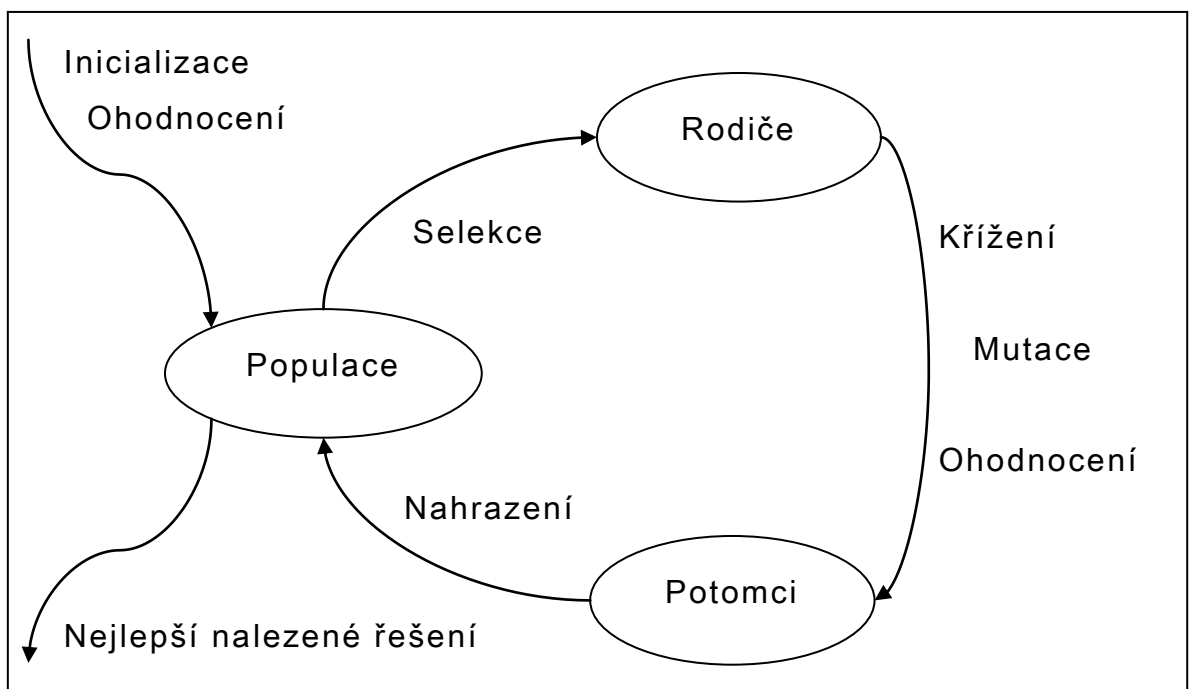 Inicializace
Ohodnocení
Rodiče
Selekce
Křížení
Populace
Mutace
Ohodnocení
Nahrazení
Potomci
Nejlepší nalezené řešení